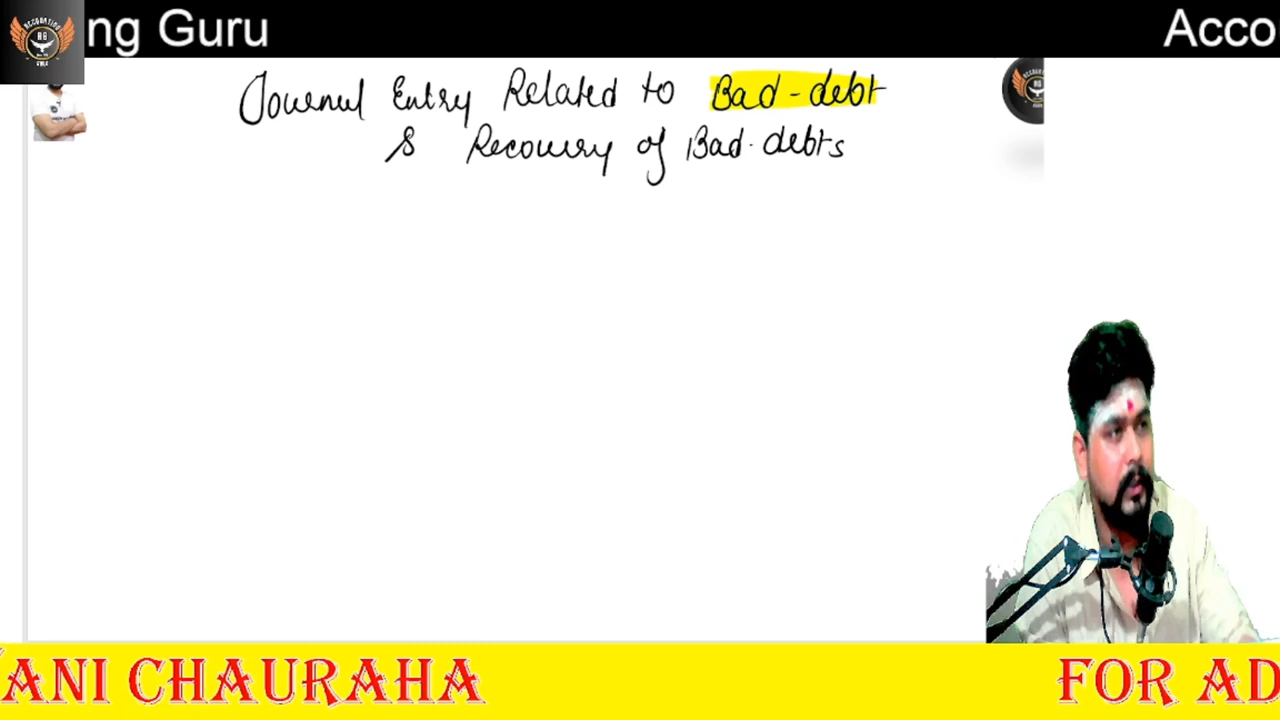 ng Guru
Acco
Journal Entry Related to Bad-debt
& Recovery of Bad-debts
ANI CHAURAHA
FOR AD